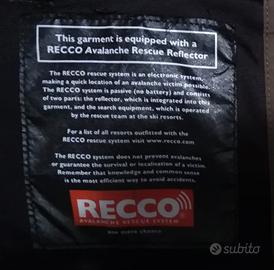 This garment is equipped with a
RECCO Avalanche Rescue Reflector
The RECCO rescue system is an electronic system,
making a quick location of an avalanche victim possible.
The RECCO system is passive (no battery) and consists
of two parts: the reflector, which is integrated into this
garment, and the search equipment, which is operated
by the rescue team at the ski resorts.
For a list of all resorts outfitted with the
RECCO rescue system visit www.recco.com
The RECCO system does not prevent avalanches
or guarantee the survival or localisation of a victim.
Remember that knowledge and common sense
is the most efficient way to avoid accidents.
RECCO
AVALANCHE RESCUE SYSTEM
one more chance
subito